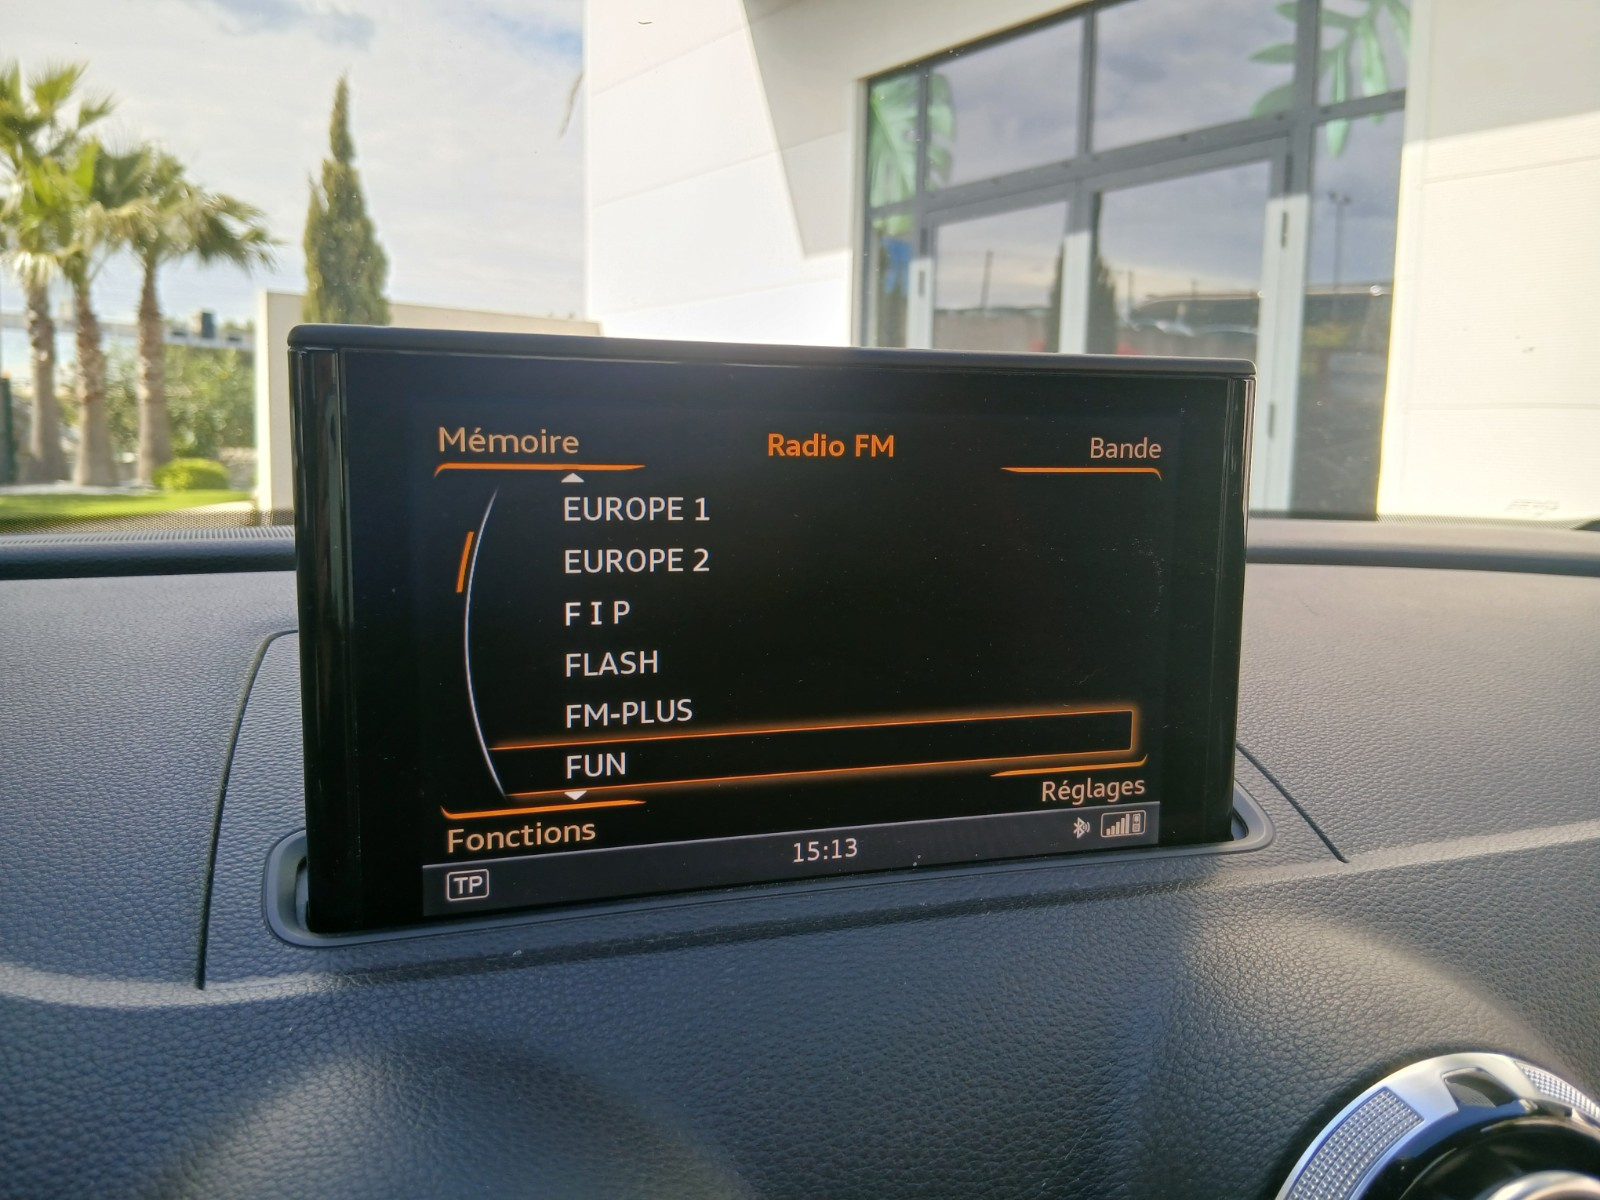 Mémoire
Radio FM
Bande
EUROPE 1
EUROPE 2
F I P
FLASH
FM-PLUS
FUN
Réglages
Fonctions
15:13
TP